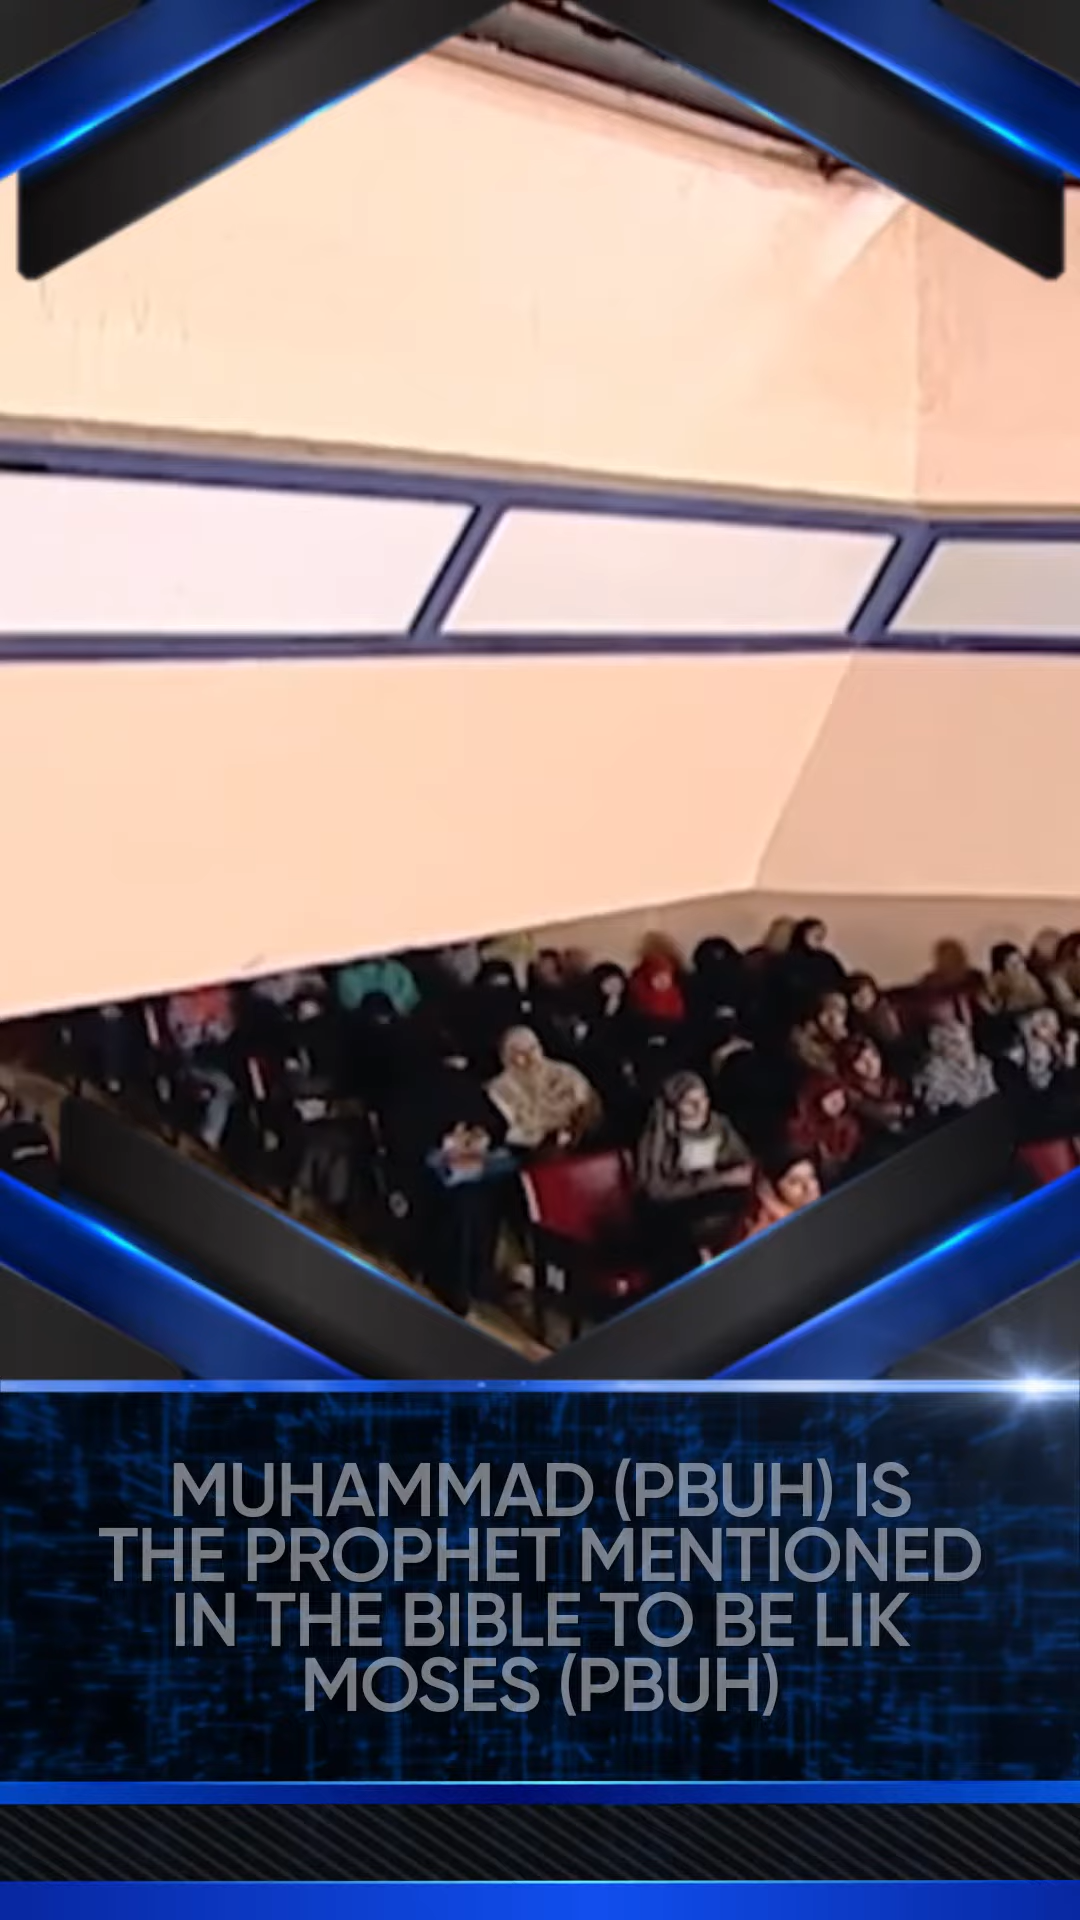 MUHAMMAD (PBUH) IS
THE PROPHET MENTIONED
IN THE BIBLE TO BE LIK
MOSES (PBUH)